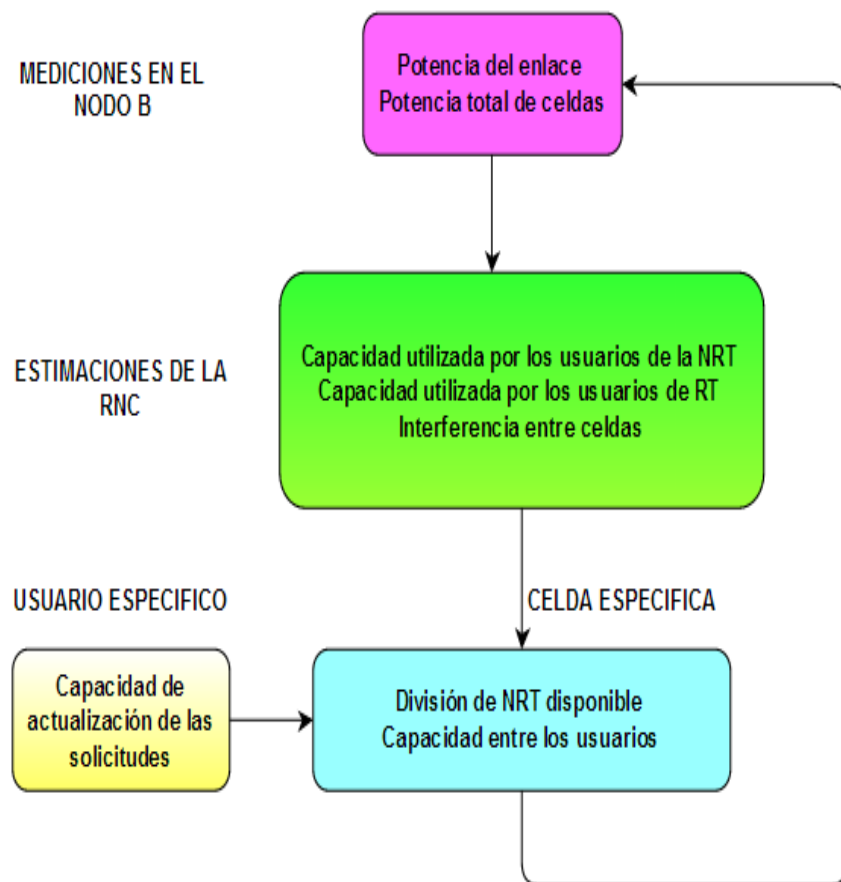 MEDICIONES EN EL
NODO B
Potencia del enlace
Potencia total de celdas
ESTIMACIONES DE LA
RNC
Capacidad utilizada por los usuarios de la NRT
Capacidad utilizada por los usuarios de RT
Interferencia entre celdas
USUARIO ESPECIFICO
CELDA ESPECIFICA
Capacidad de
actualización de las
solicitudes
División de NRT disponible
Capacidad entre los usuarios